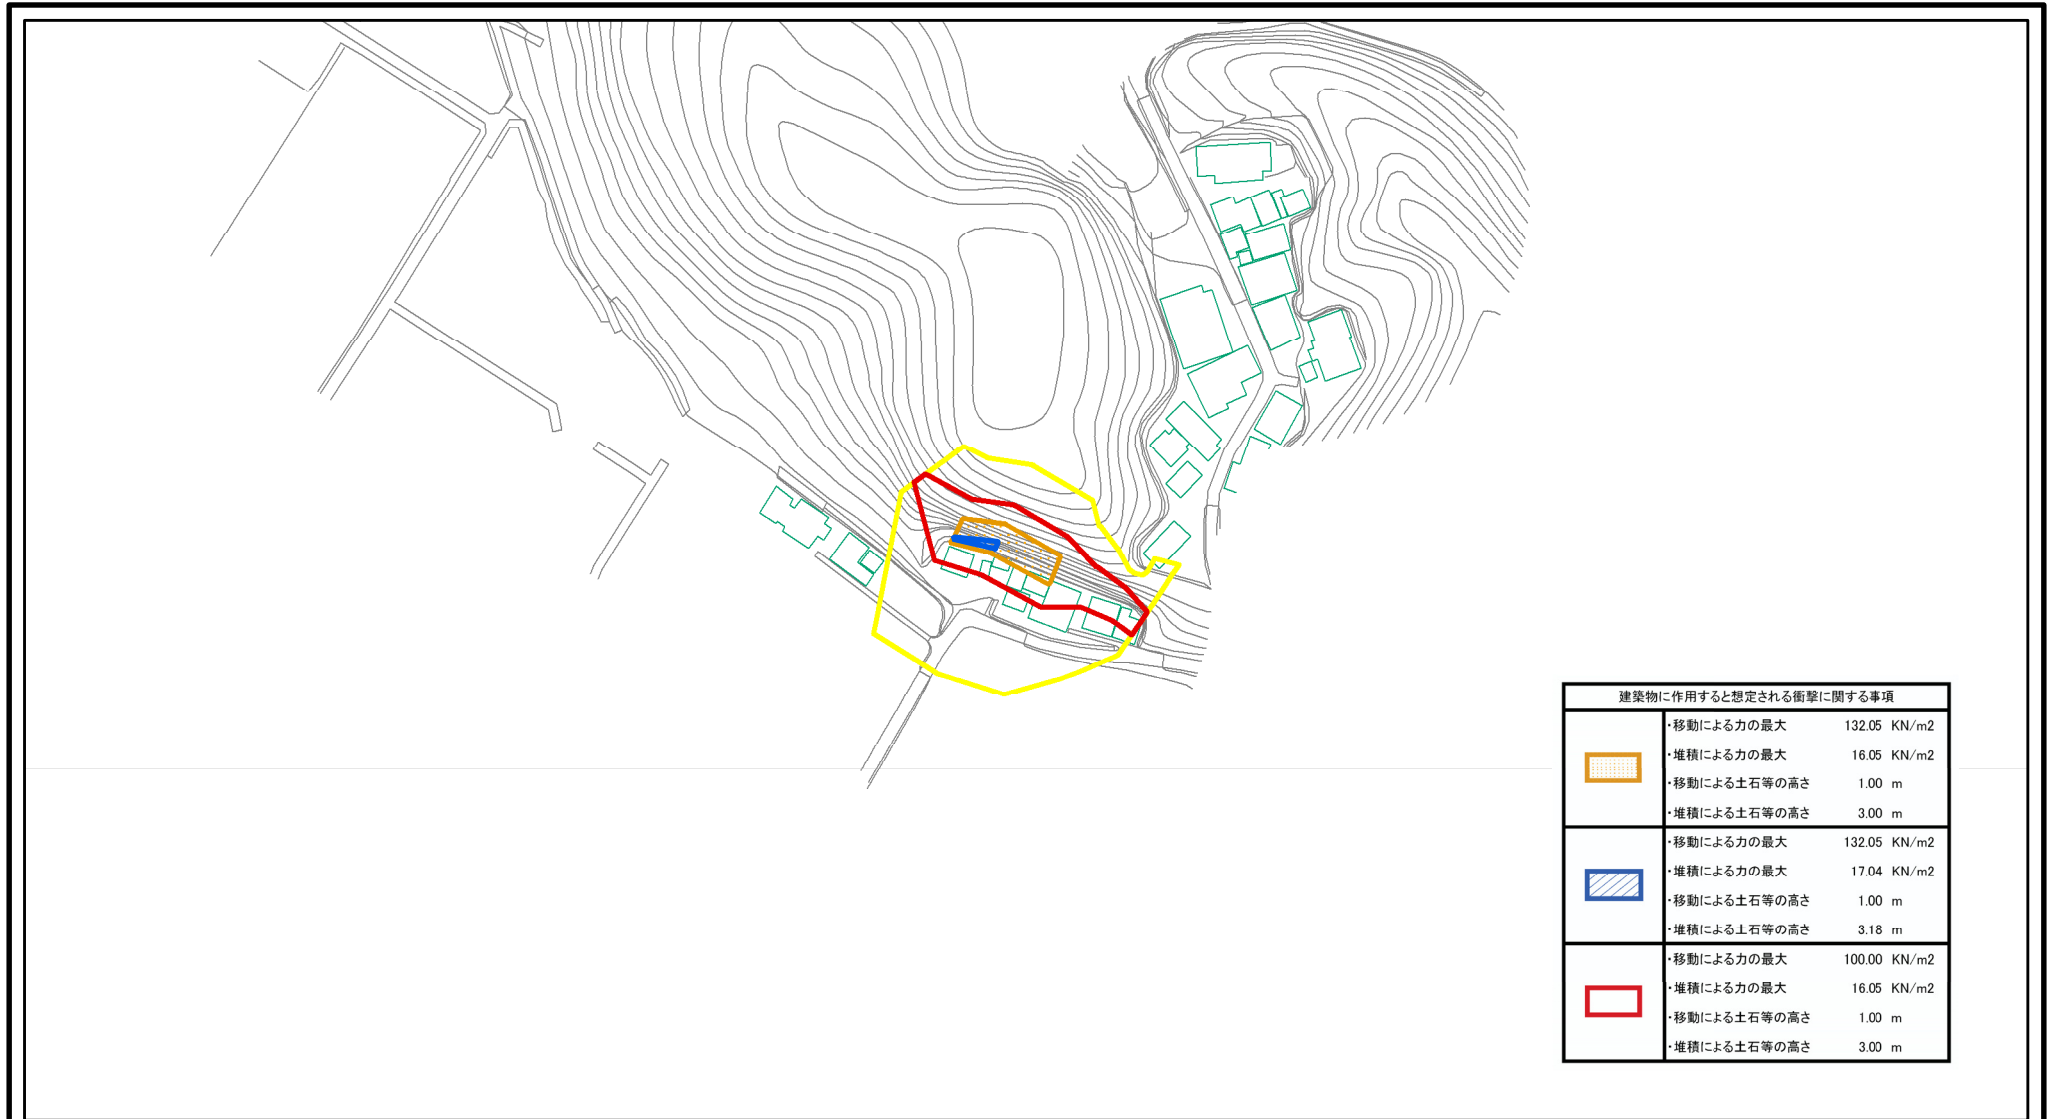 建築物に作用すると想定される衝撃に関する事項
・移動による力の最大 132.05 KN/m2
・堆積による力の最大 16.05 KN/m2
・移動による土石等の高さ 1.00 m
・堆積による土石等の高さ 3.00 m
・移動による力の最大 132.05 KN/m2
・堆積による力の最大 17.04 KN/m2
・移動による土石等の高さ 1.00 m
・堆積による土石等の高さ 3.18 m
・移動による力の最大 100.00 KN/m2
・堆積による力の最大 16.05 KN/m2
・移動による土石等の高さ 1.00 m
・堆積による土石等の高さ 3.00 m